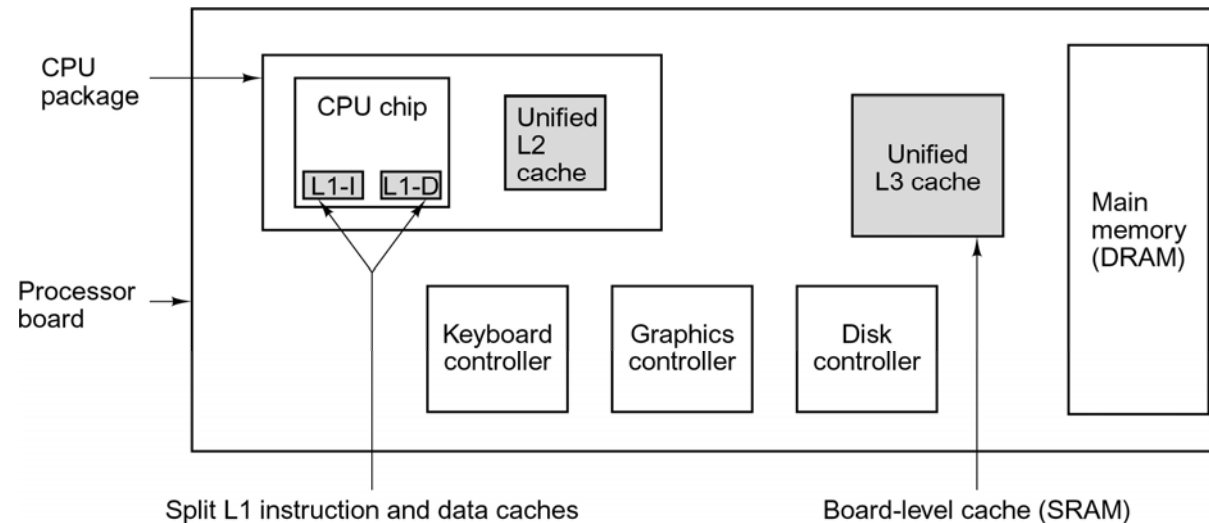 CPU
package
CPU chip
L1-I
L1-D
Unified
L2
cache
Unified
L3 cache
Main
memory
(DRAM)
Processor
board
Keyboard
controller
Graphics
controller
Disk
controller
Split L1 instruction and data caches
Board-level cache (SRAM)